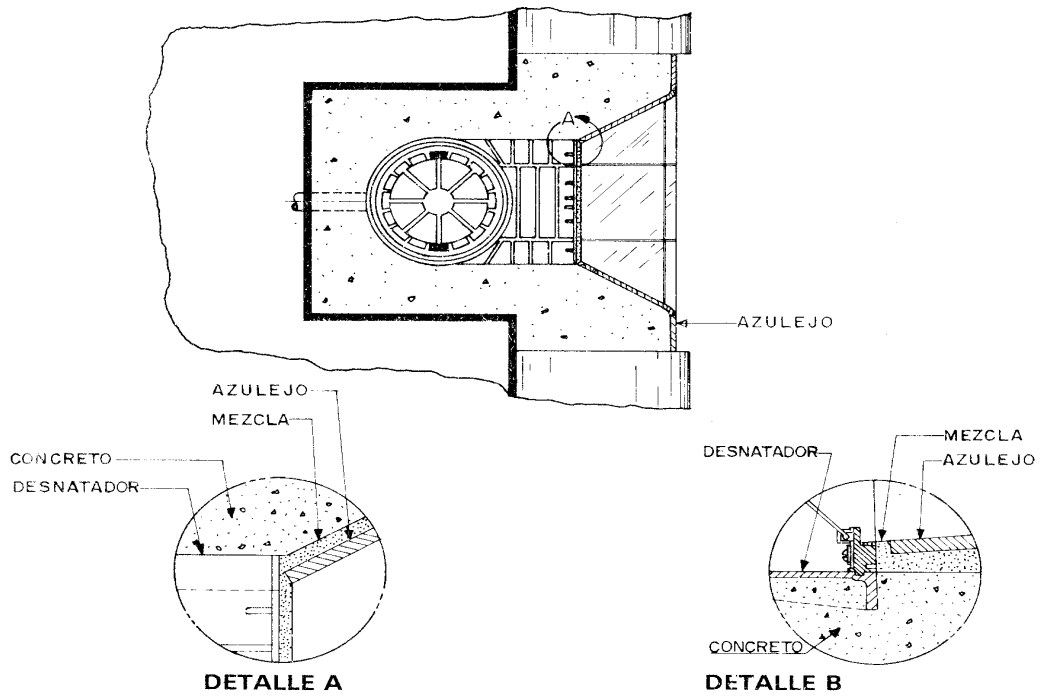 A
AZULEJO
AZULEJO
MEZCLA
CONCRETO
DESNATADOR
DETALLE A
DESNATADOR
MEZCLA
AZULEJO
CONCRETO
DETALLE B